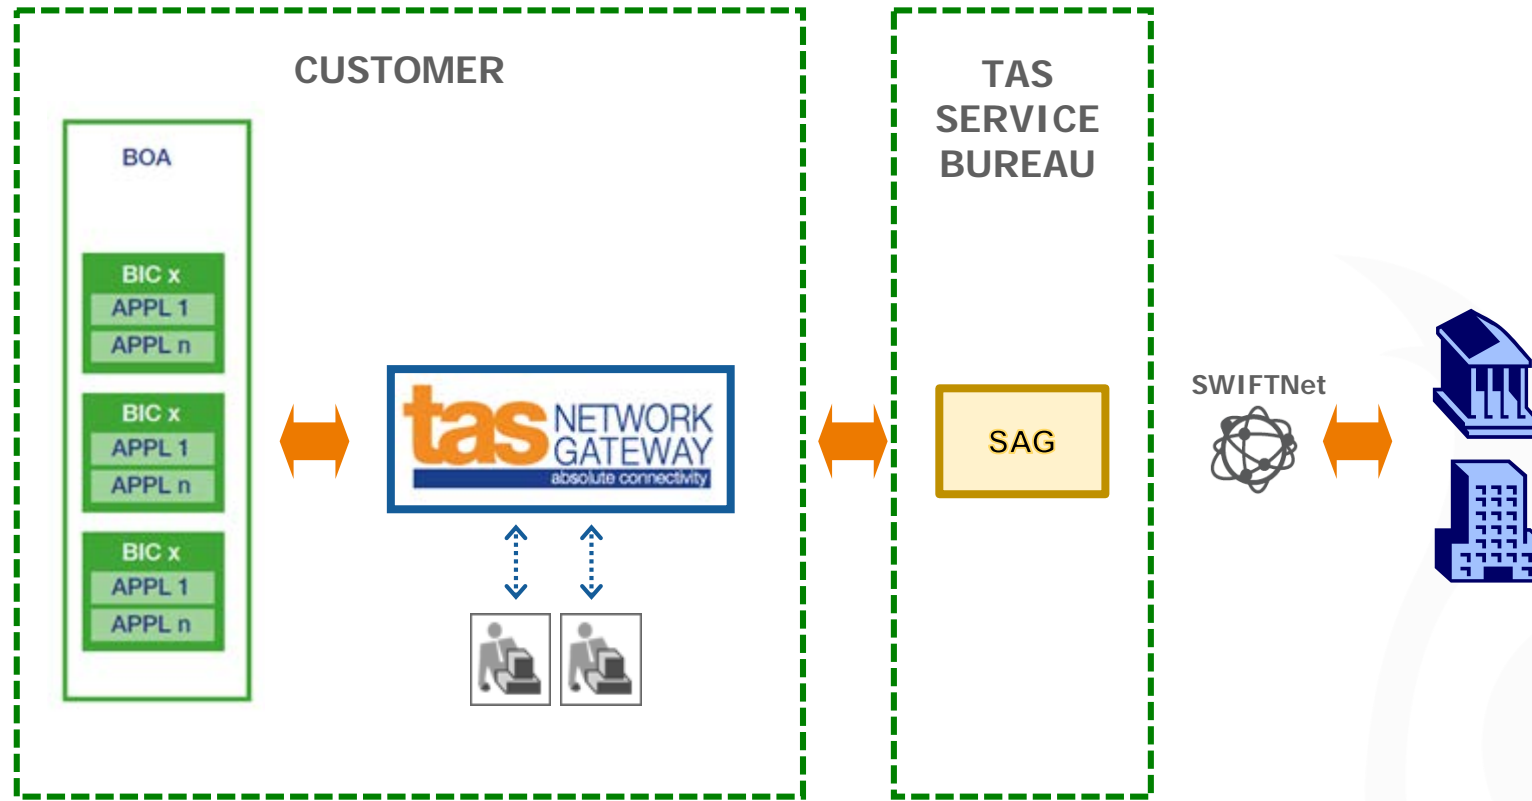 CUSTOMER
BOA
BIC x
APPL 1
APPL n
BIC x
APPL 1
APPL n
BIC x
APPL 1
APPL n
tas NETWORK
GATEWAY
absolute connectivity
TAS
SERVICE
BUREAU
SAG
SWIFTNet